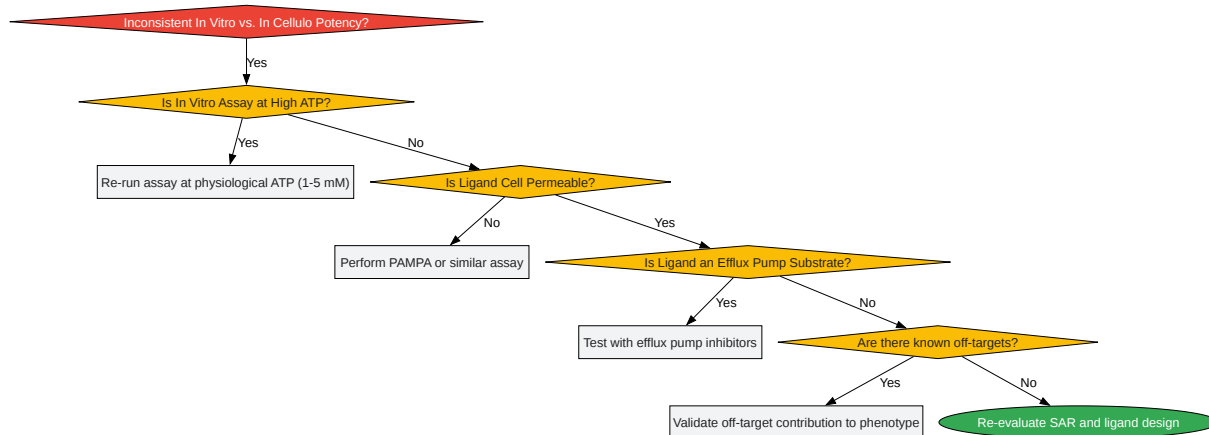 Inconsistent In Vitro vs. In Cellulo Potency?
Yes
Is In Vitro Assay at High ATP?
Yes
No
Re-run assay at physiological ATP (1-5 mM)
Is Ligand Cell Permeable?
No
Yes
Perform PAMPA or similar assay
Is Ligand an Efflux Pump Substrate?
Yes
No
Test with efflux pump inhibitors
Are there known off-targets?
Yes
No
Validate off-target contribution to phenotype
Re-evaluate SAR and ligand design